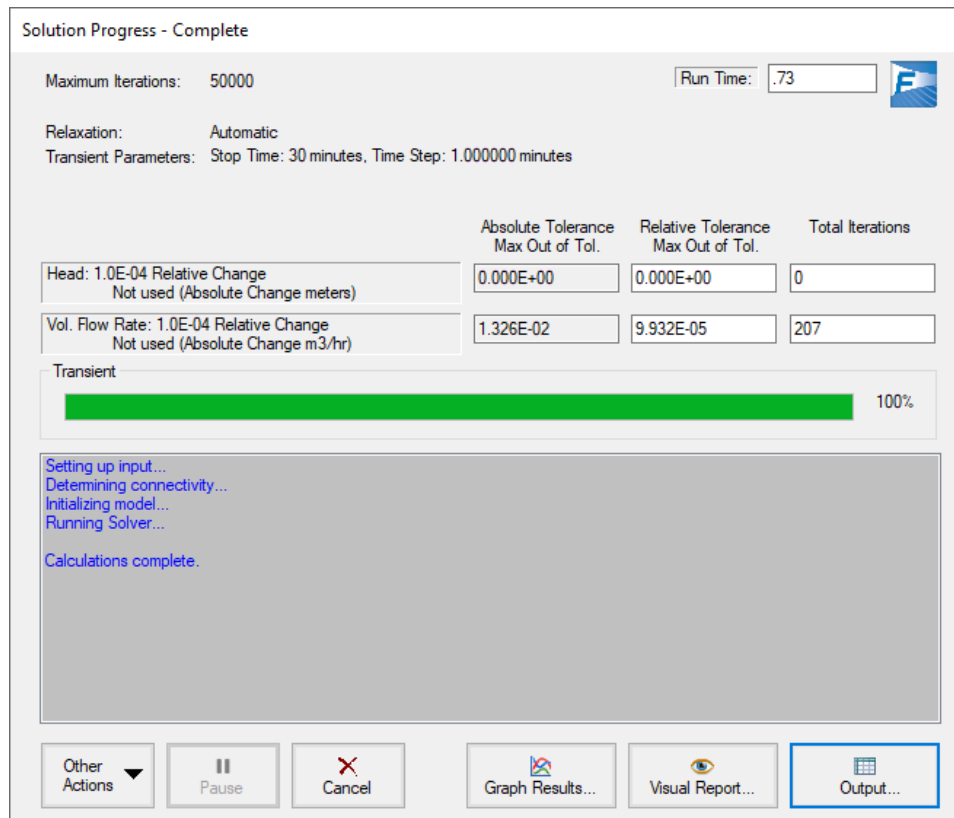 Solution Progress - Complete
Maximum Iterations: 50000
Run Time: .73
Relaxation: Automatic
Transient Parameters: Stop Time: 30 minutes, Time Step: 1.000000 minutes
Absolute Tolerance Relative Tolerance Total Iterations
Max Out of Tol. Max Out of Tol.
Head: 1.0E-04 Relative Change
Not used (Absolute Change meters)
0.000E+00 0.000E+00 0
Vol. Flow Rate: 1.0E-04 Relative Change
Not used (Absolute Change m3/hr)
1.326E-02 9.932E-05 207
Transient
100%
Setting up input...
Determining connectivity...
Initializing model...
Running Solver...
Calculations complete.
Other
Actions
Pause
Cancel
Graph Results...
Visual Report...
Output...